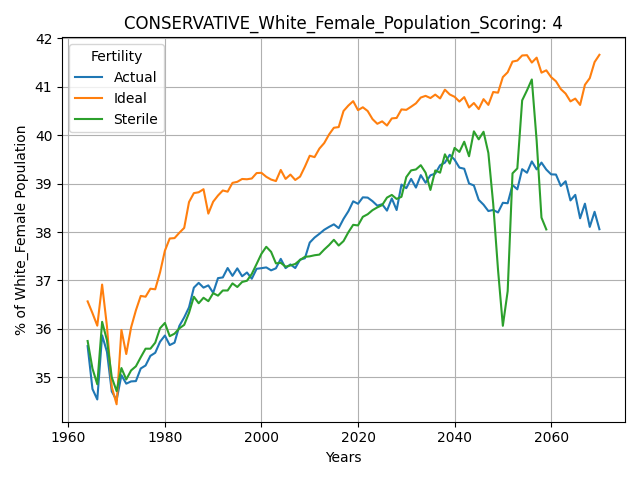 CONSERVATIVE_White_Female_Population_Scoring: 4
% of White_Female Population
42
41
40
39
38
37
36
35
Fertility
Actual
Ideal
Sterile
1960 1980 2000 2020 2040 2060
Years